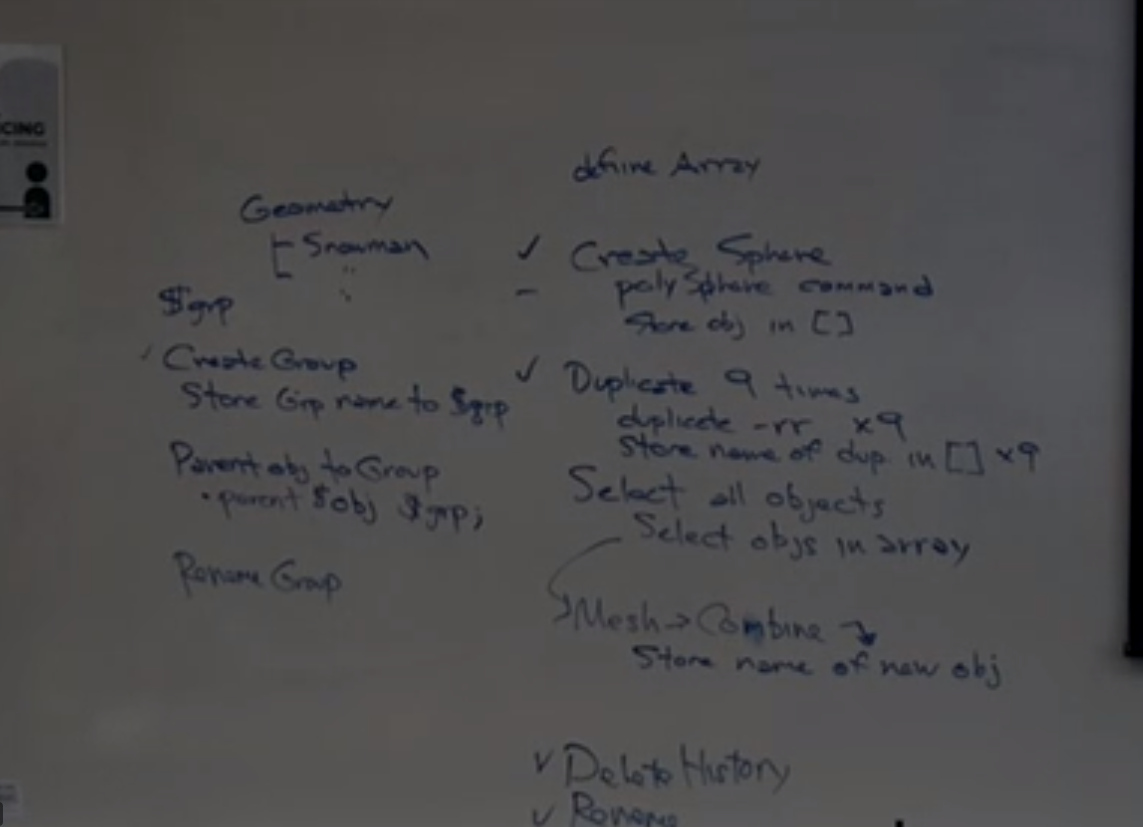 CING
Geometry
Snowman
$grp
Create Group
Store Grp name to $grp
Parent obj to Group
• parent $obj $grp;
Rename Group
define Array
✓ Create Sphere
- polySphere command
Store obj in []
✓ Duplicate 9 times
duplicate -rr x9
Store name of dup. in [] x9
Select all objects
Select objs in array
Mesh → Combine
Store name of new obj
✓ Delete History
✓ Rename